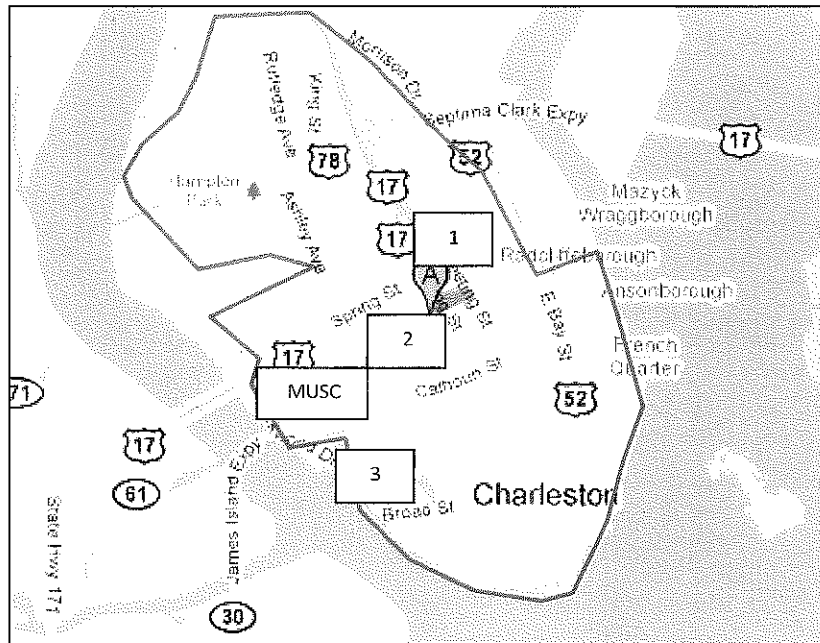 Morrison Dr
King St
Rutledge Ave
Septima Clark Expy
17
78
52
17
Hampton
Park
Mazyck
Wraggborough
Ashley Ave
17
1
Radcliffeborough
A
Ansonborough
Spring St
St
E Bay St
2
French
Quarter
17
Calhoun St
71
MUSC
52
17
3
61
Charleston
Broad St
James Island Expy
State Hwy 171
30